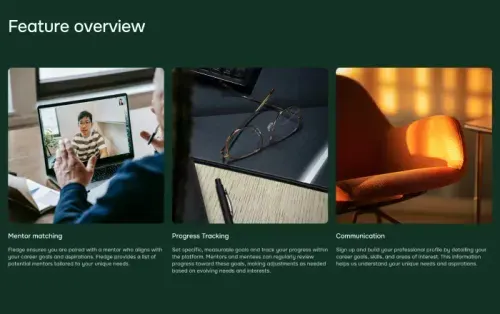 Feature overview
Mentor matching
Fledge ensures you are paired with a mentor who aligns with
your career goals and aspirations. Fledge provides a list of
potential mentors tailored to your unique needs.
Progress Tracking
Set specific, measurable goals and track your progress within
the platform. Mentors and mentees can regularly review
progress toward these goals, making adjustments as needed
based on evolving needs and interests.
Communication
Sign up and build your professional profile by detailing your
career goals, skills, and areas of interest. This information
helps us understand your unique needs and aspirations.